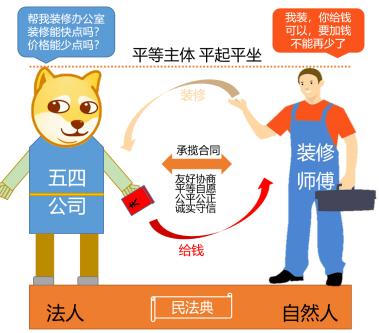 帮我装修办公室
装修能快点吗？
价格能少点吗？
我装，你给钱
可以，要加钱
不能再少了
平等主体 平起平坐
装修
承揽合同
友好协商
平等自愿
公平公正
诚实守信
五四
公司
装修
师傅
给钱
法人
民法典
自然人